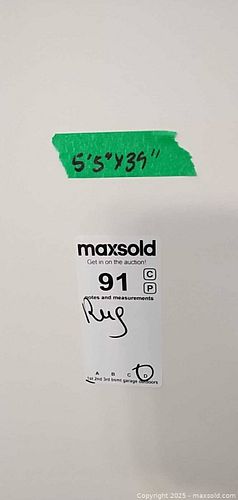 5'5"x39"
maxsold
Get in on the auction!
91 C
P
notes and measurements
Rug
A B C D
1st 2nd 3rd bsmt garage outdoors
Copyright 2025 - maxsold.com